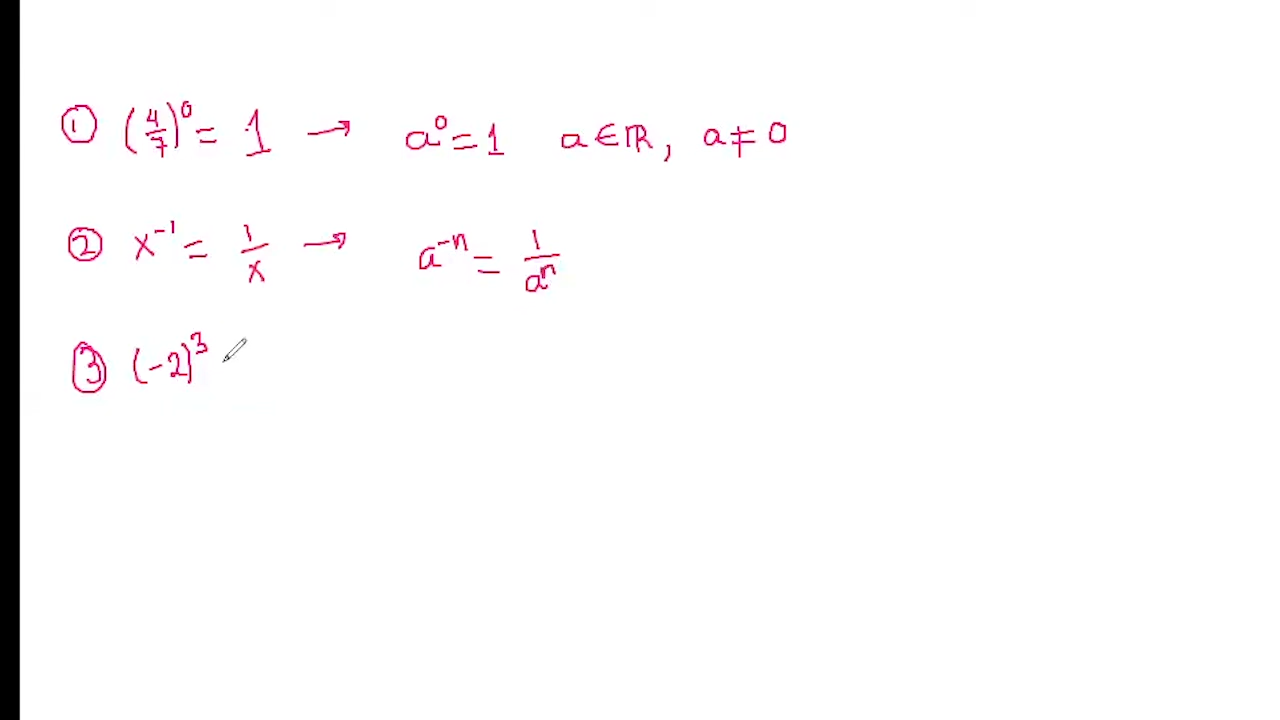 ① (4/7)⁰ = 1 → a⁰ = 1 a ∈ ℝ, a ≠ 0
② x⁻¹ = 1/x → a⁻ⁿ = 1/aⁿ
③ (-2)³